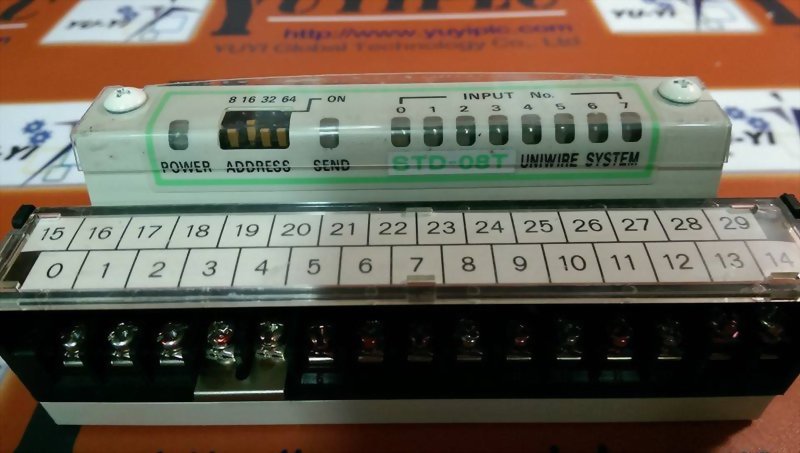 YUYIPLC
http://www.yuyiplc.com
YUYI Global Technology Co., Ltd
YU-YI
8 16 32 64 ON
INPUT No.
0 1 2 3 4 5 6 7
POWER ADDRESS SEND STD-08T UNIWIRE SYSTEM
15 16 17 18 19 20 21 22 23 24 25 26 27 28 29
0 1 2 3 4 5 6 7 8 9 10 11 12 13 14